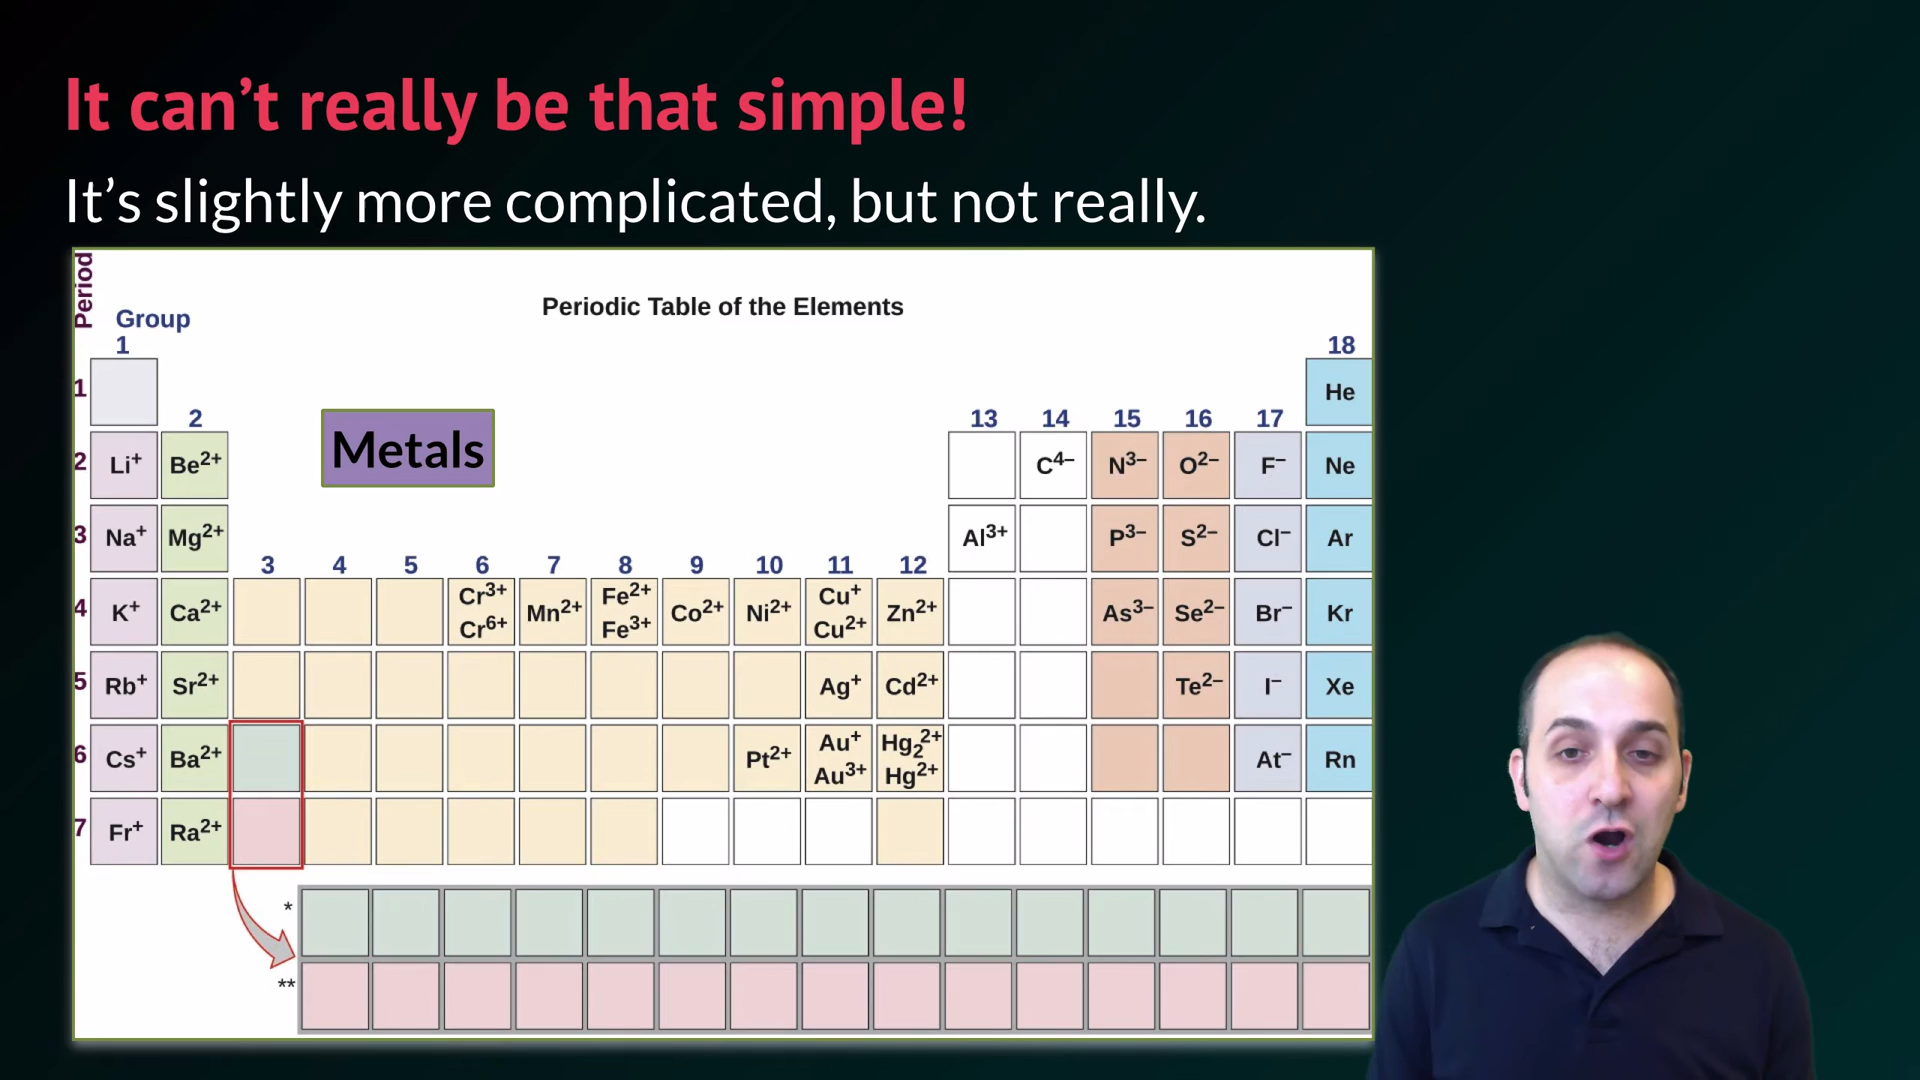 It can’t really be that simple!
It’s slightly more complicated, but not really.
Period
Periodic Table of the Elements
Group
1 18
1 He
2 13 14 15 16 17
Metals
2 Li⁺ Be²⁺ C⁴⁻ N³⁻ O²⁻ F⁻ Ne
3 Na⁺ Mg²⁺ Al³⁺ P³⁻ S²⁻ Cl⁻ Ar
3 4 5 6 7 8 9 10 11 12
4 K⁺ Ca²⁺ Cr³⁺ Cr⁶⁺ Mn²⁺ Fe²⁺ Fe³⁺ Co²⁺ Ni²⁺ Cu⁺ Cu²⁺ Zn²⁺ As³⁻ Se²⁻ Br⁻ Kr
5 Rb⁺ Sr²⁺ Ag⁺ Cd²⁺ Te²⁻ I⁻ Xe
6 Cs⁺ Ba²⁺ Pt²⁺ Au⁺ Au³⁺ Hg₂²⁺ Hg²⁺ At⁻ Rn
7 Fr⁺ Ra²⁺
*
**